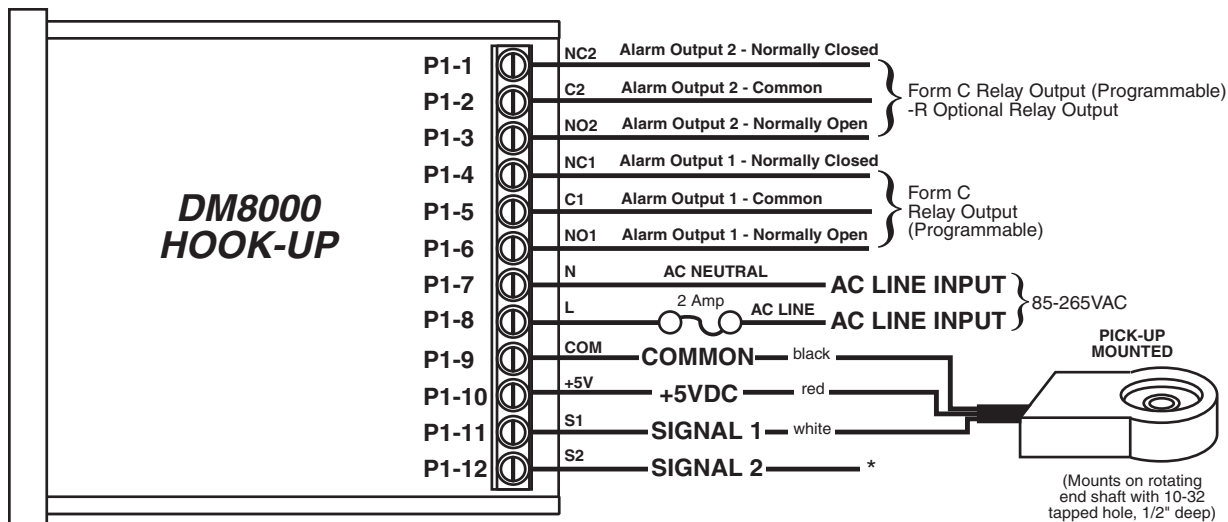 DM8000
HOOK-UP
P1-1 NC2 Alarm Output 2 - Normally Closed
P1-2 C2 Alarm Output 2 - Common
P1-3 NO2 Alarm Output 2 - Normally Open
Form C Relay Output (Programmable)
-R Optional Relay Output
P1-4 NC1 Alarm Output 1 - Normally Closed
P1-5 C1 Alarm Output 1 - Common
P1-6 NO1 Alarm Output 1 - Normally Open
Form C
Relay Output
(Programmable)
P1-7 N AC NEUTRAL AC LINE INPUT
P1-8 L 2 Amp AC LINE AC LINE INPUT
85-265VAC
P1-9 COM COMMON black
P1-10 +5V +5VDC red
P1-11 S1 SIGNAL 1 white
P1-12 S2 SIGNAL 2 *
PICK-UP
MOUNTED
(Mounts on rotating
end shaft with 10-32
tapped hole, 1/2" deep)